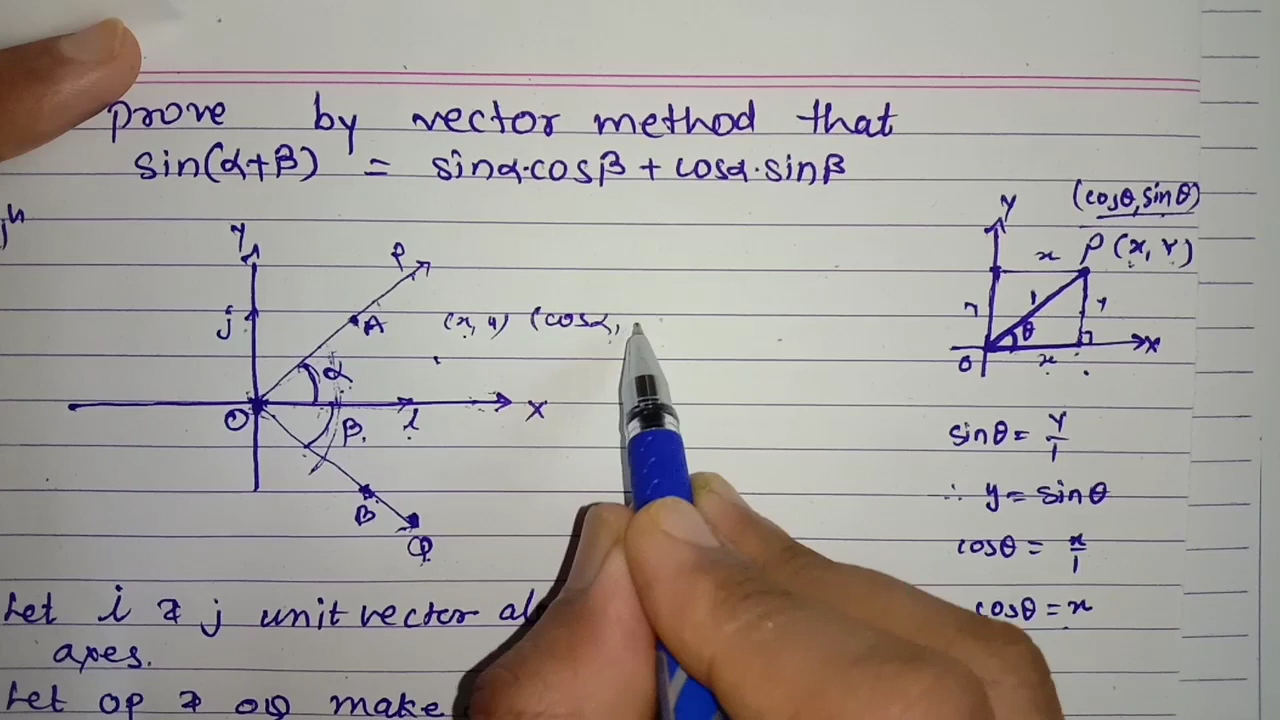 prove by vector method that
sin(α+β) = sinα·cosβ + cosα·sinβ
Y
P
j
A
(x, y) (cosα,
α
O
i
X
β
B
Q
Y
(cosθ, sinθ)
P (x, Y)
x
y
1
Y
θ
O
x
X
sinθ = Y/1
∴ y = sinθ
cosθ = x/1
cosθ = x
Let i & j unit vector al
axes.
Let OP & OQ make